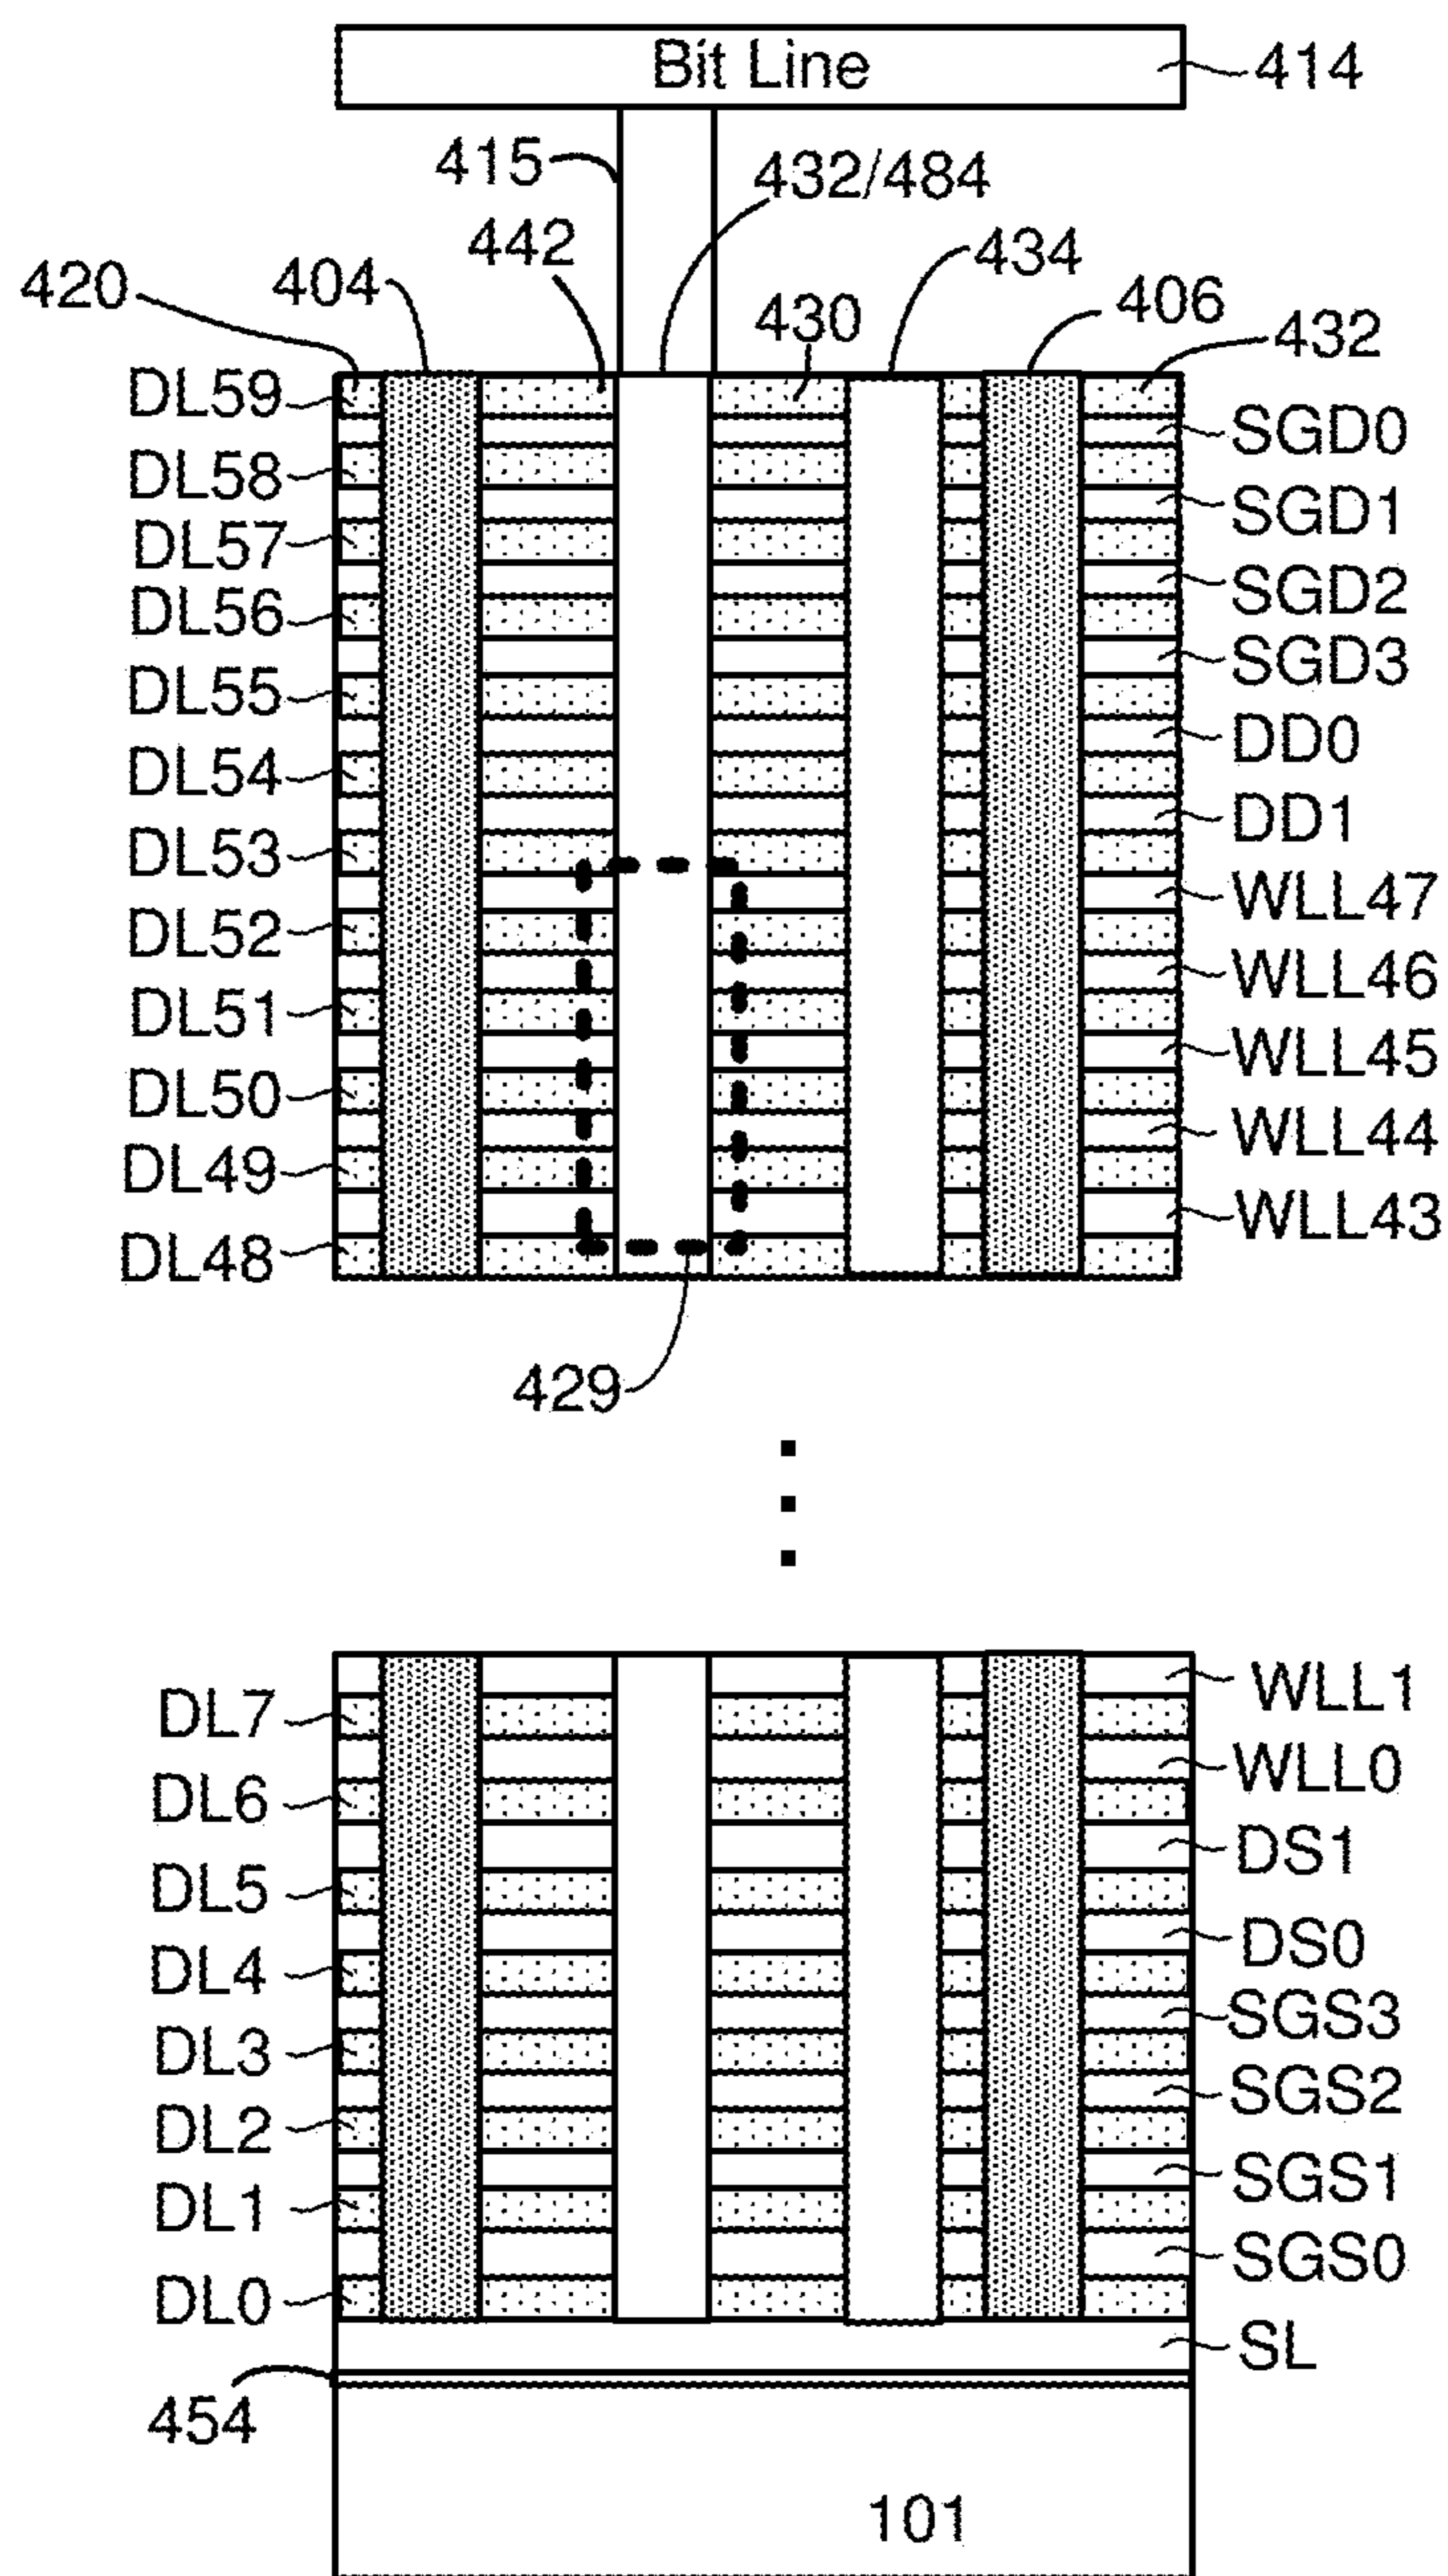 Bit Line
414
415
432/484
442
434
420
404
430
406
432
DL59
SGD0
DL58
SGD1
DL57
SGD2
DL56
SGD3
DL55
DD0
DL54
DD1
DL53
WLL47
DL52
WLL46
DL51
WLL45
DL50
WLL44
DL49
WLL43
DL48
429
WLL1
DL7
WLL0
DL6
DS1
DL5
DS0
DL4
SGS3
DL3
SGS2
DL2
SGS1
DL1
SGS0
DL0
SL
454
101